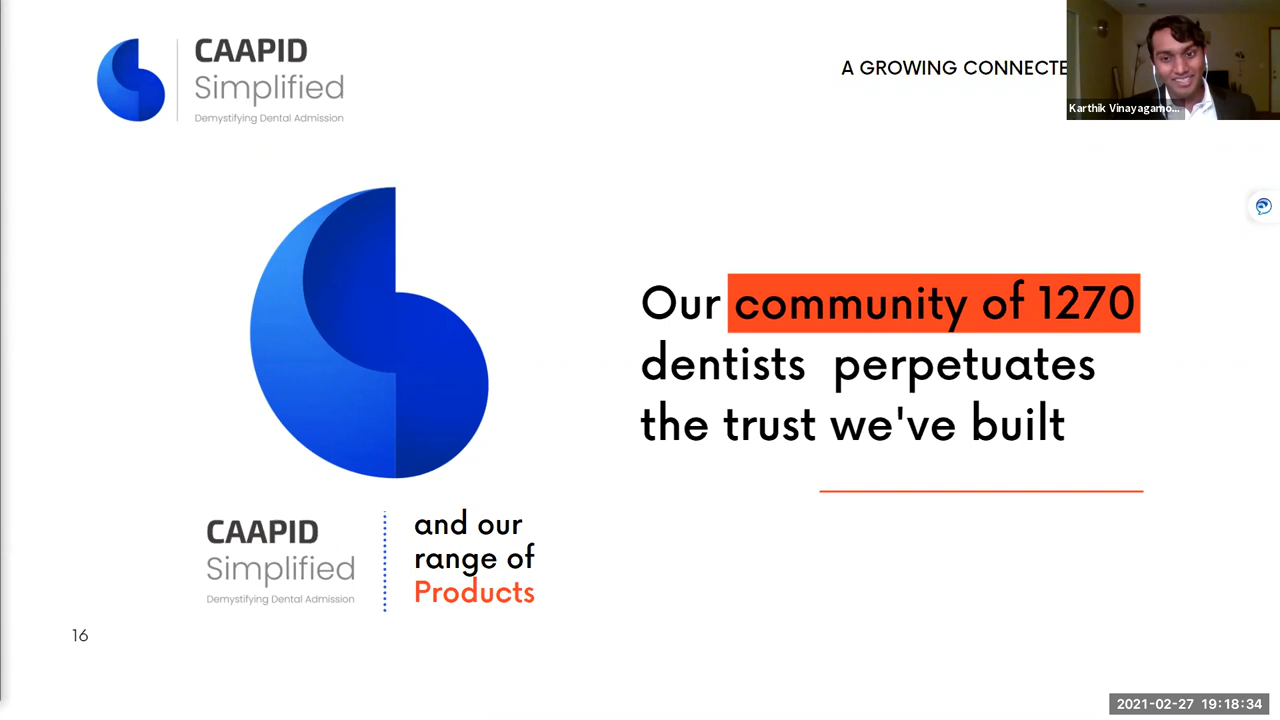 CAAPID
Simplified
Demystifying Dental Admission
A GROWING CONNECTE
Karthik Vinayagamo...
Our community of 1270
dentists perpetuates
the trust we've built
CAAPID
Simplified
Demystifying Dental Admission
and our
range of
Products
16
2021-02-27 19:18:34